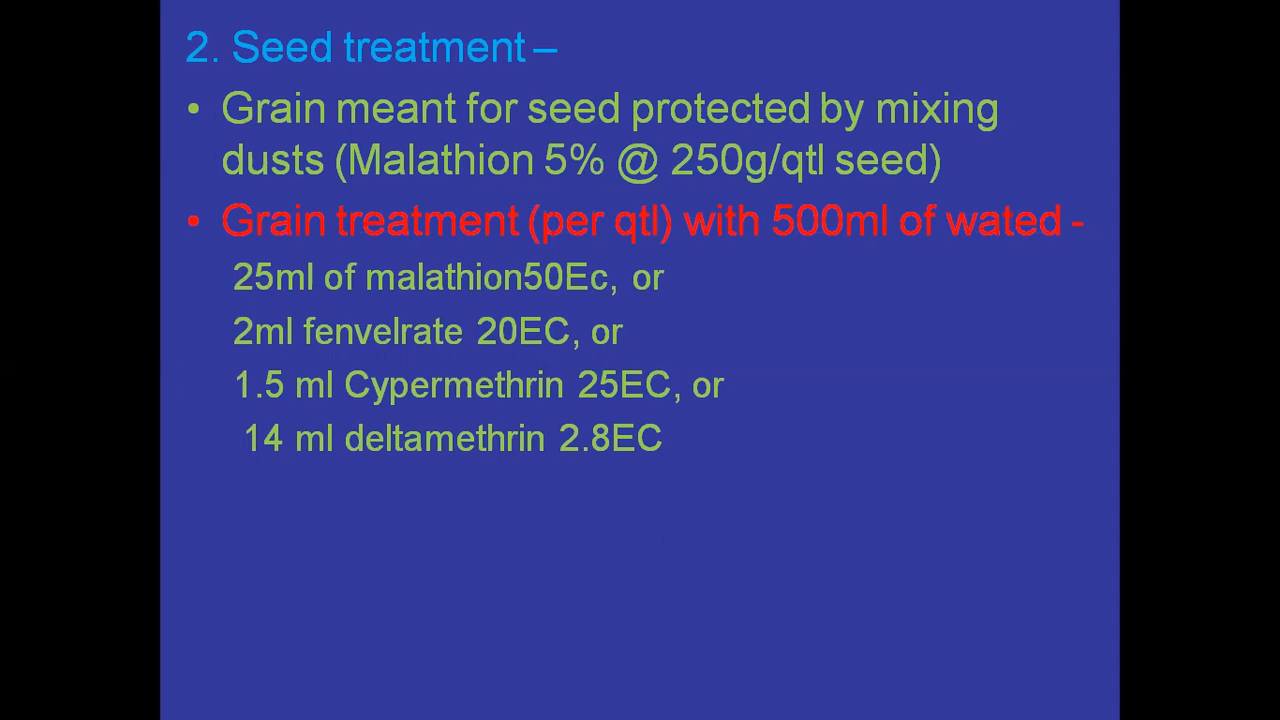 2. Seed treatment –
• Grain meant for seed protected by mixing
dusts (Malathion 5% @ 250g/qtl seed)
• Grain treatment (per qtl) with 500ml of wated -
25ml of malathion50Ec, or
2ml fenvelrate 20EC, or
1.5 ml Cypermethrin 25EC, or
14 ml deltamethrin 2.8EC